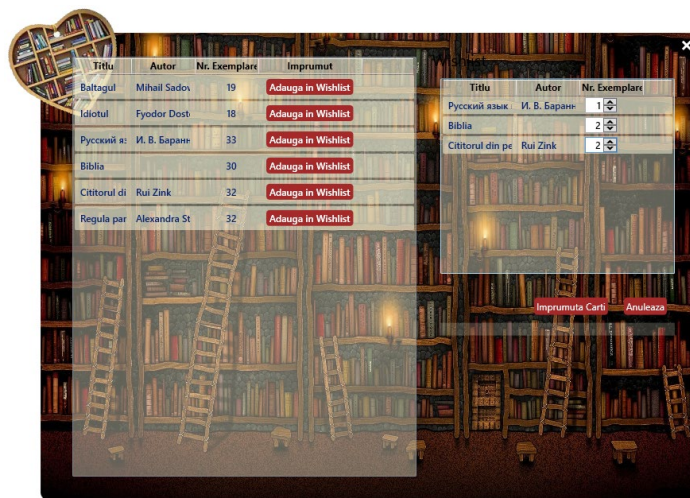 Titlu Autor Nr. Exemplare Imprumut
Baltagul Mihail Sadov 19 Adauga in Wishlist
Idiotul Fyodor Dost 18 Adauga in Wishlist
Русский яз И. В. Баранн 33 Adauga in Wishlist
Biblia 30 Adauga in Wishlist
Cititorul di Rui Zink 32 Adauga in Wishlist
Regula par Alexandra St 32 Adauga in Wishlist
Wishlist
Titlu Autor Nr. Exemplare
Русский язык И. В. Баранн 1
Biblia 2
Cititorul din pe Rui Zink 2
Imprumuta Carti Anuleaza